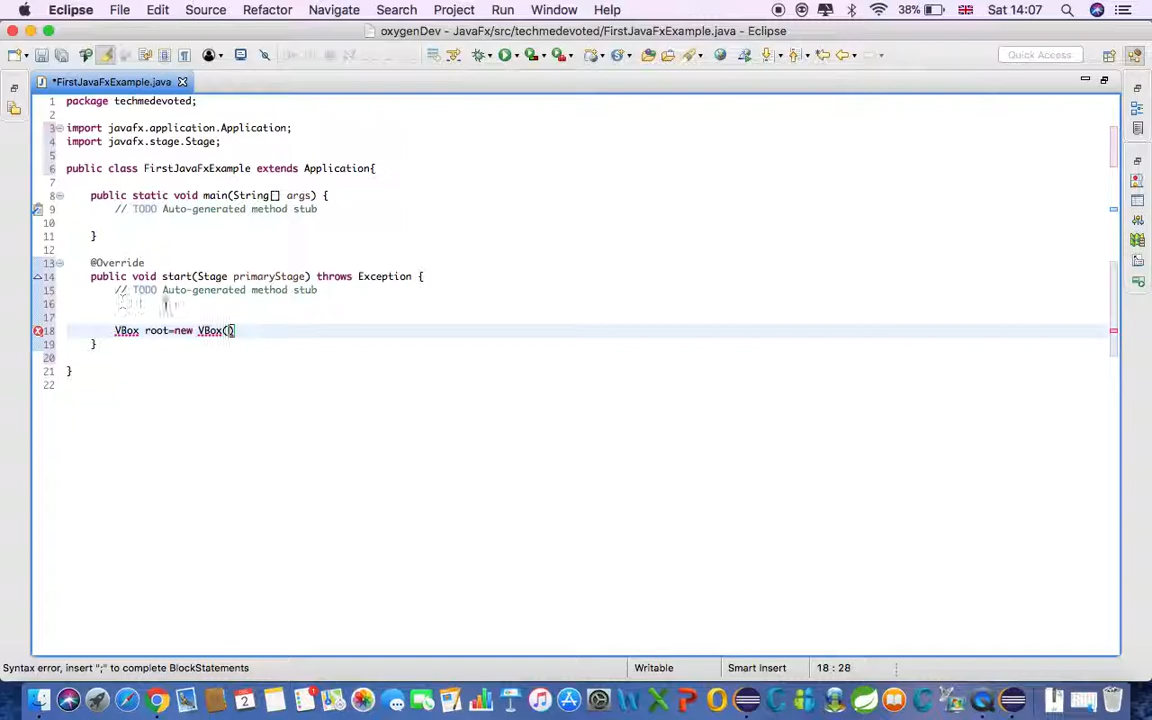 Eclipse File Edit Source Refactor Navigate Search Project Run Window Help 38% Sat 14:07
oxygenDev - JavaFx/src/techmedevoted/FirstJavaFxExample.java - Eclipse
Quick Access
*FirstJavaFxExample.java
1 package techmedevoted;
2
3 import javafx.application.Application;
4 import javafx.stage.Stage;
5
6 public class FirstJavaFxExample extends Application{
7
8 public static void main(String[] args) {
9 // TODO Auto-generated method stub
10
11 }
12
13 @Override
14 public void start(Stage primaryStage) throws Exception {
15 // TODO Auto-generated method stub
16
17
18 VBox root=new VBox()
19 }
20
21 }
22
Syntax error, insert ";" to complete BlockStatements Writable Smart Insert 18 : 28